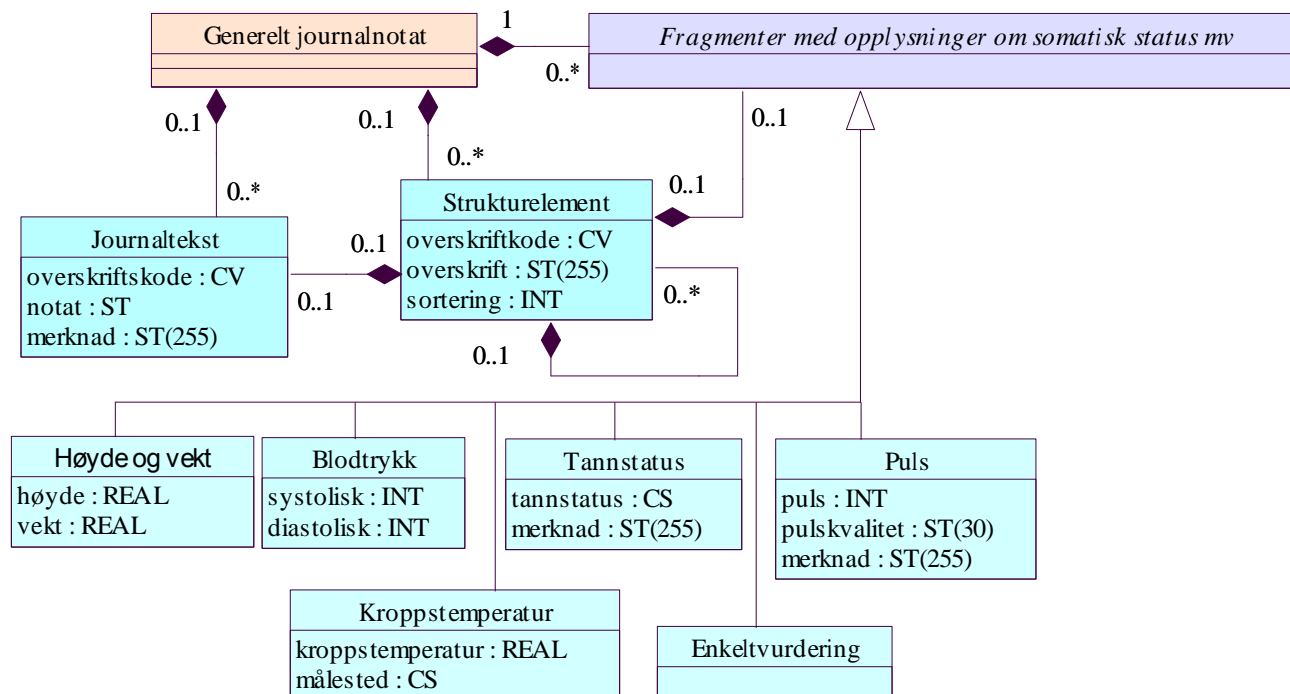 Generelt journalnotat
1
Fragmenter med opplysninger om somatisk status mv
0..*
0..1
0..1
0..1
0..*
0..*
0..1
Strukturelement
overskriftkode : CV
overskrift : ST(255)
sortering : INT
Journaltekst
overskriftskode : CV
notat : ST
merknad : ST(255)
0..1
0..1
0..*
0..1
Høyde og vekt
høyde : REAL
vekt : REAL
Blodtrykk
systolisk : INT
diastolisk : INT
Tannstatus
tannstatus : CS
merknad : ST(255)
Puls
puls : INT
pulskvalitet : ST(30)
merknad : ST(255)
Kroppstemperatur
kroppstemperatur : REAL
målested : CS
Enkeltvurdering